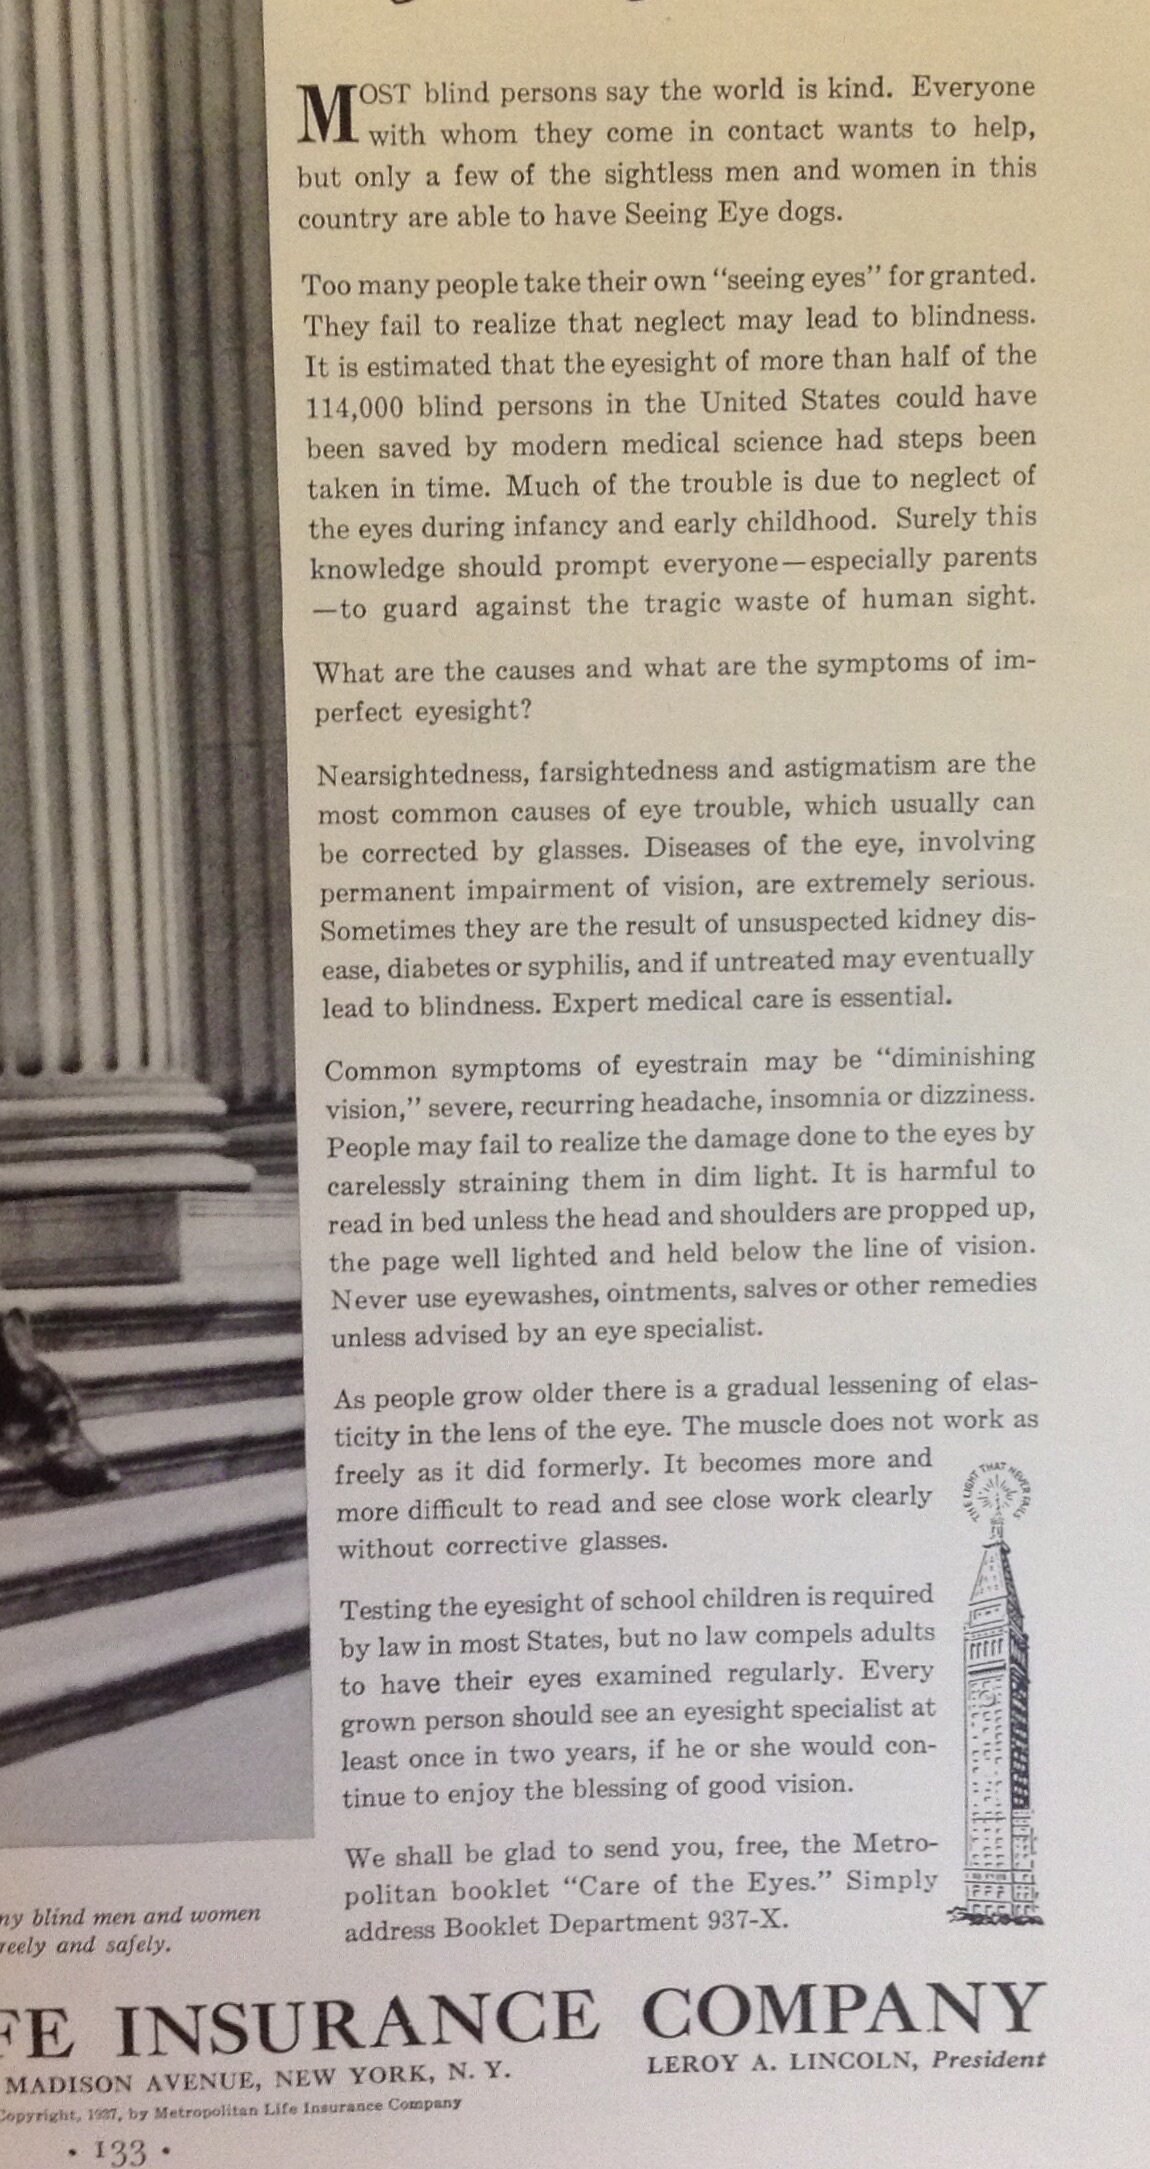 MOST blind persons say the world is kind. Everyone
with whom they come in contact wants to help,
but only a few of the sightless men and women in this
country are able to have Seeing Eye dogs.
Too many people take their own "seeing eyes" for granted.
They fail to realize that neglect may lead to blindness.
It is estimated that the eyesight of more than half of the
114,000 blind persons in the United States could have
been saved by modern medical science had steps been
taken in time. Much of the trouble is due to neglect of
the eyes during infancy and early childhood. Surely this
knowledge should prompt everyone—especially parents
—to guard against the tragic waste of human sight.
What are the causes and what are the symptoms of im-
perfect eyesight?
Nearsightedness, farsightedness and astigmatism are the
most common causes of eye trouble, which usually can
be corrected by glasses. Diseases of the eye, involving
permanent impairment of vision, are extremely serious.
Sometimes they are the result of unsuspected kidney dis-
ease, diabetes or syphilis, and if untreated may eventually
lead to blindness. Expert medical care is essential.
Common symptoms of eyestrain may be "diminishing
vision," severe, recurring headache, insomnia or dizziness.
People may fail to realize the damage done to the eyes by
carelessly straining them in dim light. It is harmful to
read in bed unless the head and shoulders are propped up,
the page well lighted and held below the line of vision.
Never use eyewashes, ointments, salves or other remedies
unless advised by an eye specialist.
As people grow older there is a gradual lessening of elas-
ticity in the lens of the eye. The muscle does not work as
freely as it did formerly. It becomes more and
more difficult to read and see close work clearly
without corrective glasses.
THE LIGHT THAT NEVER FAILS
Testing the eyesight of school children is required
by law in most States, but no law compels adults
to have their eyes examined regularly. Every
grown person should see an eyesight specialist at
least once in two years, if he or she would con-
tinue to enjoy the blessing of good vision.
We shall be glad to send you, free, the Metro-
politan booklet "Care of the Eyes." Simply
address Booklet Department 937-X.
ny blind men and women
reely and safely.
FE INSURANCE COMPANY
MADISON AVENUE, NEW YORK, N. Y.
LEROY A. LINCOLN, President
Copyright, 1937, by Metropolitan Life Insurance Company
• 133 •